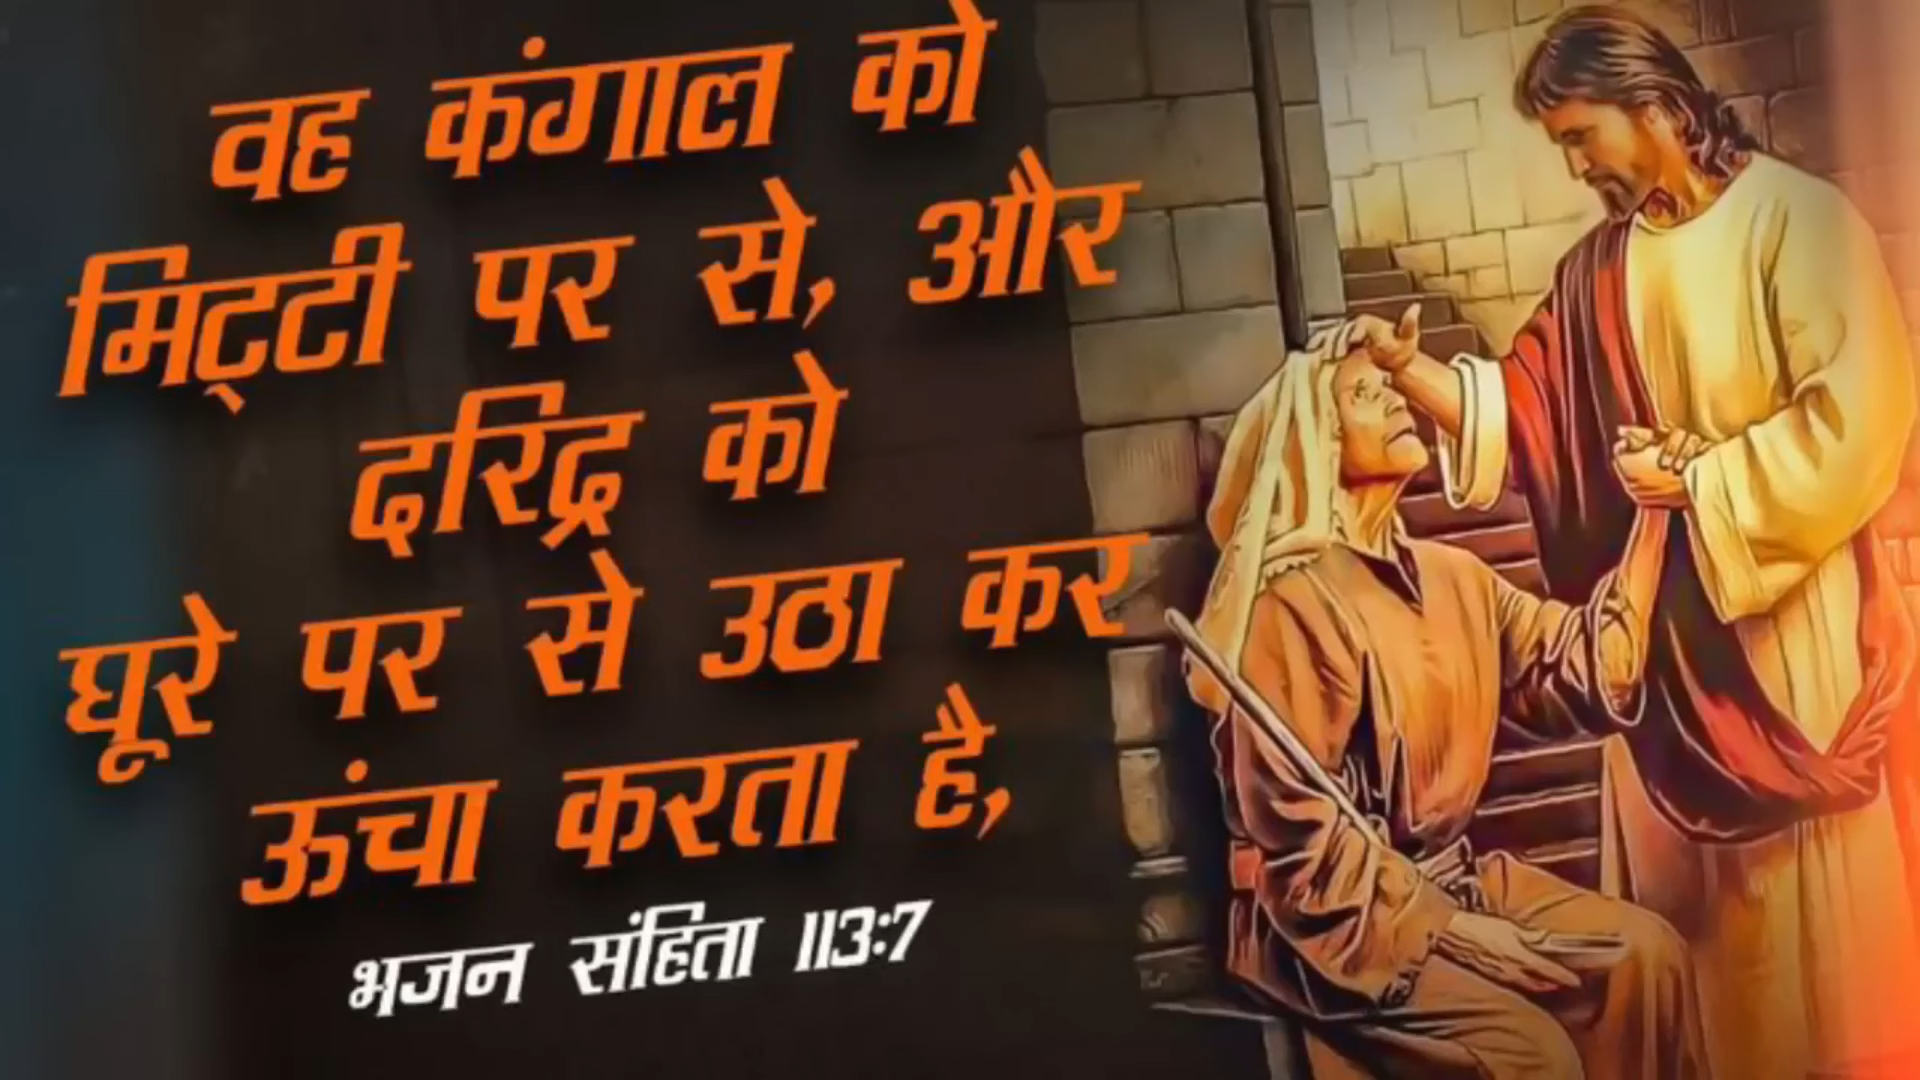 वह कंगाल को
मिट्टी पर से, और
दरिद्र को
घूरे पर से उठा कर
ऊंचा करता है,
भजन संहिता 113:7